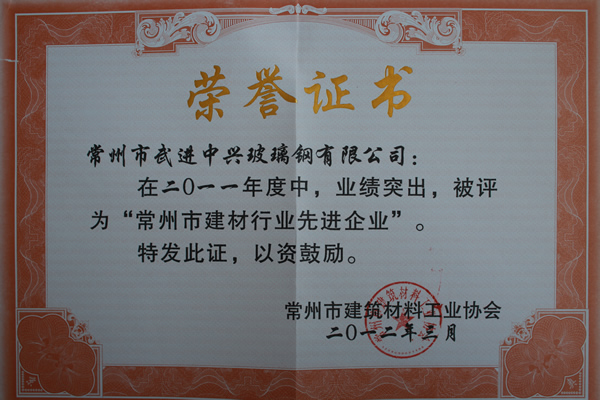 荣誉证书
常州市武进中兴玻璃钢有限公司：
在二〇一一年度中，业绩突出，被评
为“常州市建材行业先进企业”。
特发此证，以资鼓励。
常州市建筑材料工业协会
二〇一二年三月